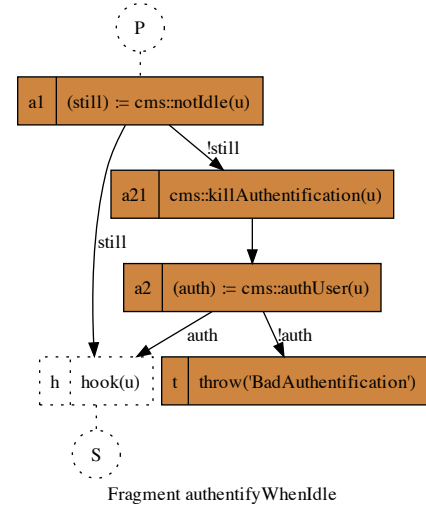 P
a1 (still) := cms::notIdle(u)
!still
a21 cms::killAuthentification(u)
still
a2 (auth) := cms::authUser(u)
auth !auth
h hook(u) t throw('BadAuthentification')
S
Fragment authentifyWhenIdle